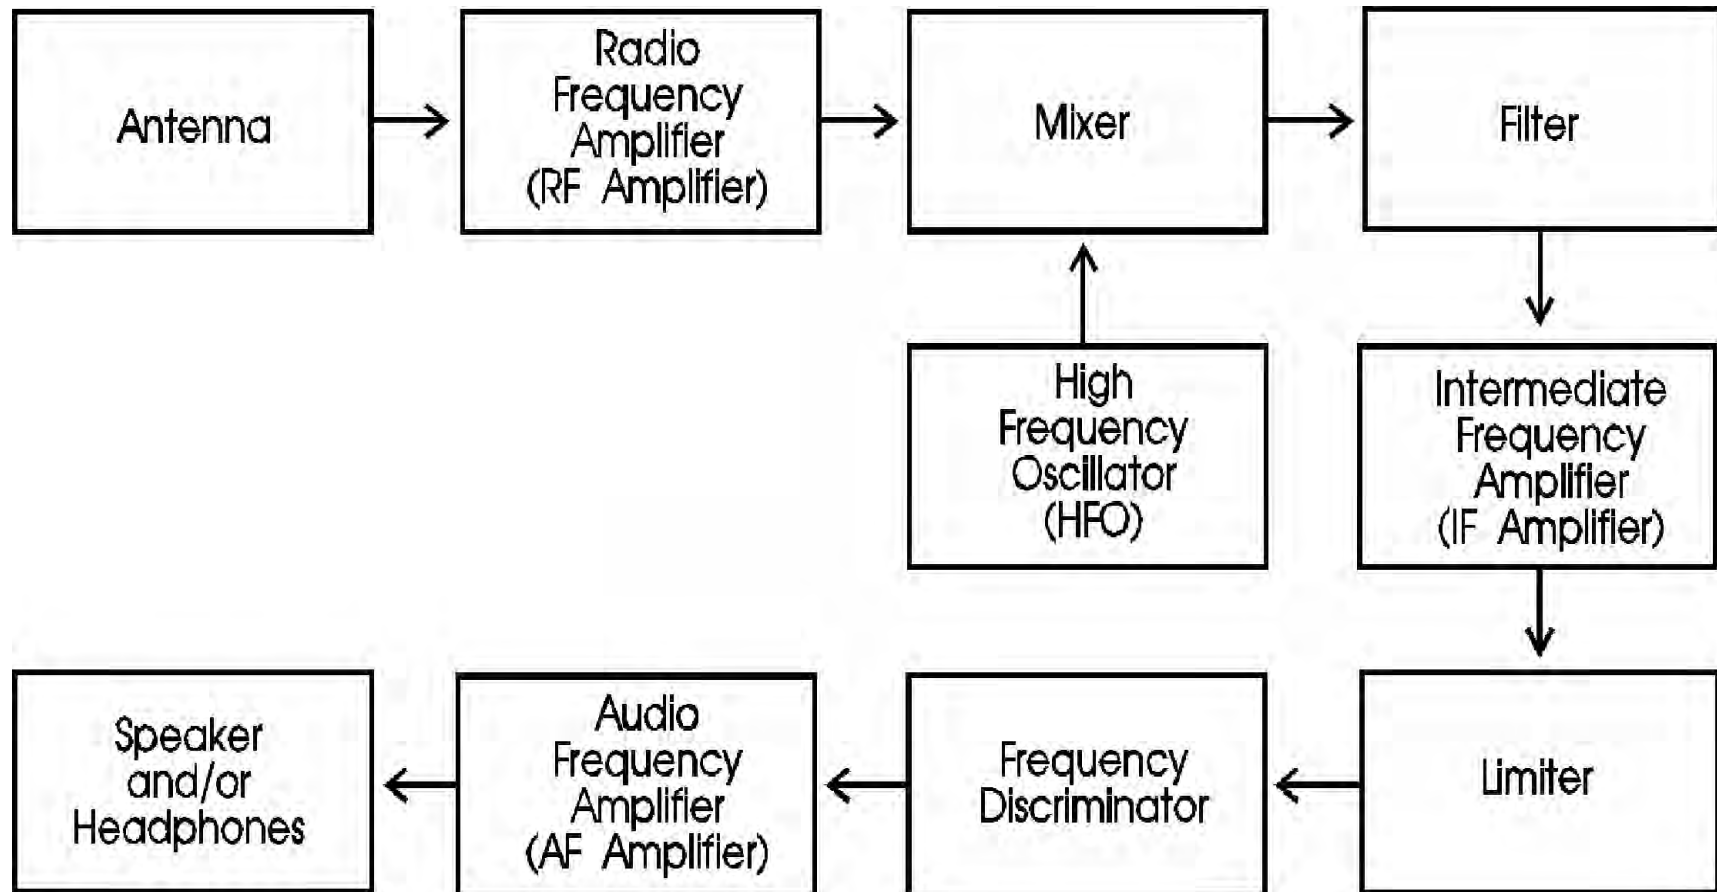 Antenna
Radio
Frequency
Amplifier
(RF Amplifier)
Mixer
Filter
High
Frequency
Oscillator
(HFO)
Intermediate
Frequency
Amplifier
(IF Amplifier)
Speaker
and/or
Headphones
Audio
Frequency
Amplifier
(AF Amplifier)
Frequency
Discriminator
Limiter